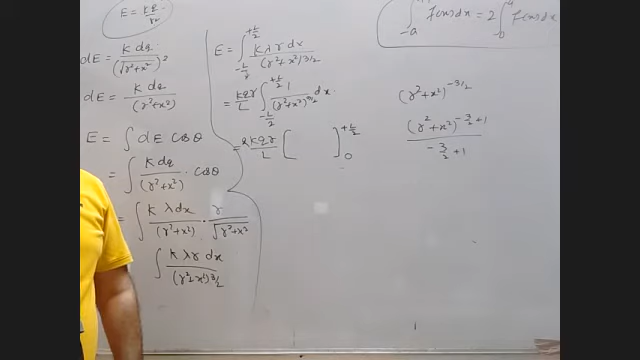 E = kq/r²
dE = K dq/(√r²+x²)²
dE = K dq/(r²+x²)
E = ∫ dE cosθ
= ∫ K dq/(r²+x²) · cosθ
= ∫ K λ dx/(r²+x²) · r/√r²+x²
∫ K λ r dx/(r²+x²)3/2
E = ∫_{-L/2}^{+L/2} K λ r dx/(r²+x²)3/2
= kqr/L ∫_{-L/2}^{+L/2} 1/(r²+x²)3/2 dx
= 2kqr/L [ ]_0^{+L/2}
∫_{-a} f(x)dx = 2 ∫_0 f(x)dx
(r²+x²)^{-3/2}
(r²+x²)^{-3/2+1}
-3/2 +1